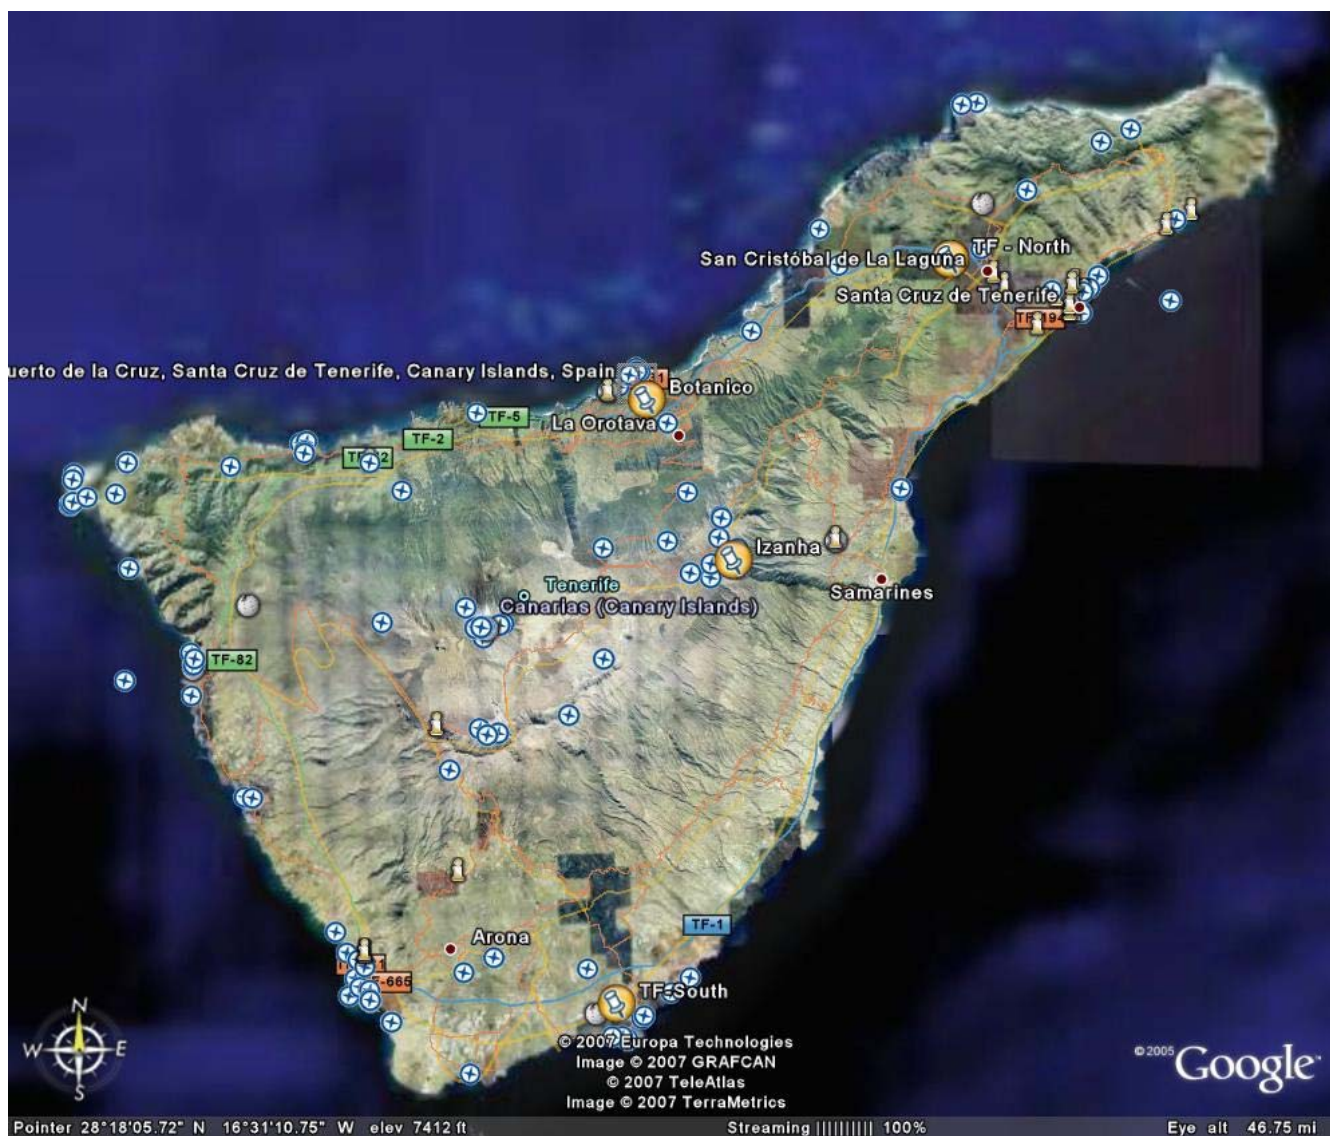 TF - North
San Cristóbal de La Laguna
Santa Cruz de Tenerife
TF-194
uerto de la Cruz, Santa Cruz de Tenerife, Canary Islands, Spain
Botanico
TF-5
La Orotava
TF-2
Izanha
Tenerife
Samarines
Canarias (Canary Islands)
TF-82
TF-1
Arona
TF-South
N
W
E
S
© 2007 Europa Technologies
Image © 2007 GRAFCAN
© 2007 TeleAtlas
Image © 2007 TerraMetrics
© 2005 Google
Pointer 28°18'05.72" N 16°31'10.75" W elev 7412 ft
Streaming |||||||||| 100%
Eye alt 46.75 mi